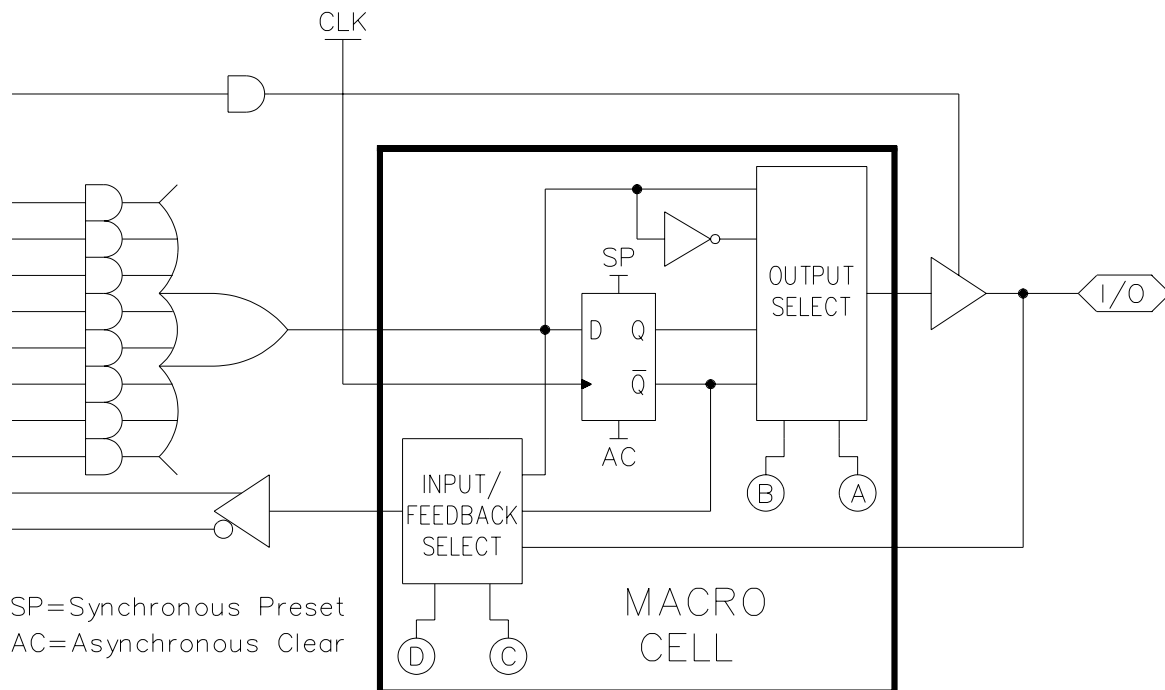 CLK
SP
OUTPUT
SELECT
I/O
D Q
Q̅
AC
B A
INPUT/
FEEDBACK
SELECT
SP=Synchronous Preset
AC=Asynchronous Clear
MACRO
CELL
D C